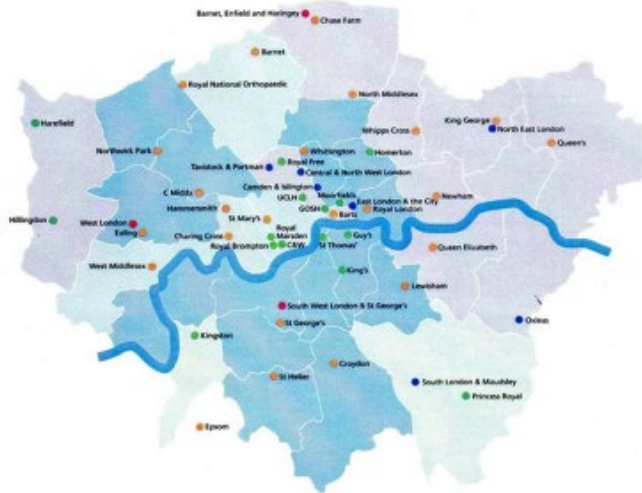 Barnet, Enfield and Haringey
Chase Farm
Barnet
Royal National Orthopaedic
North Middlesex
Harefield
King George
North East London
Whipps Cross
Queen's
Northwick Park
Whittington
Homerton
Royal Free
Tavistock & Portman
Central & North West London
Camden & Islington
C Middx
UCLH
Moorfields
East London & the City
Newham
Hammersmith
GOSH
Royal London
St Mary's
Barts
Hillingdon
West London
Ealing
Charing Cross
Royal
Marsden
Guy's
Royal Brompton
C&W
St Thomas'
Queen Elizabeth
West Middlesex
King's
Lewisham
South West London & St George's
St George's
Oxleas
Kingston
Croydon
St Helier
South London & Maudsley
Princess Royal
Epsom